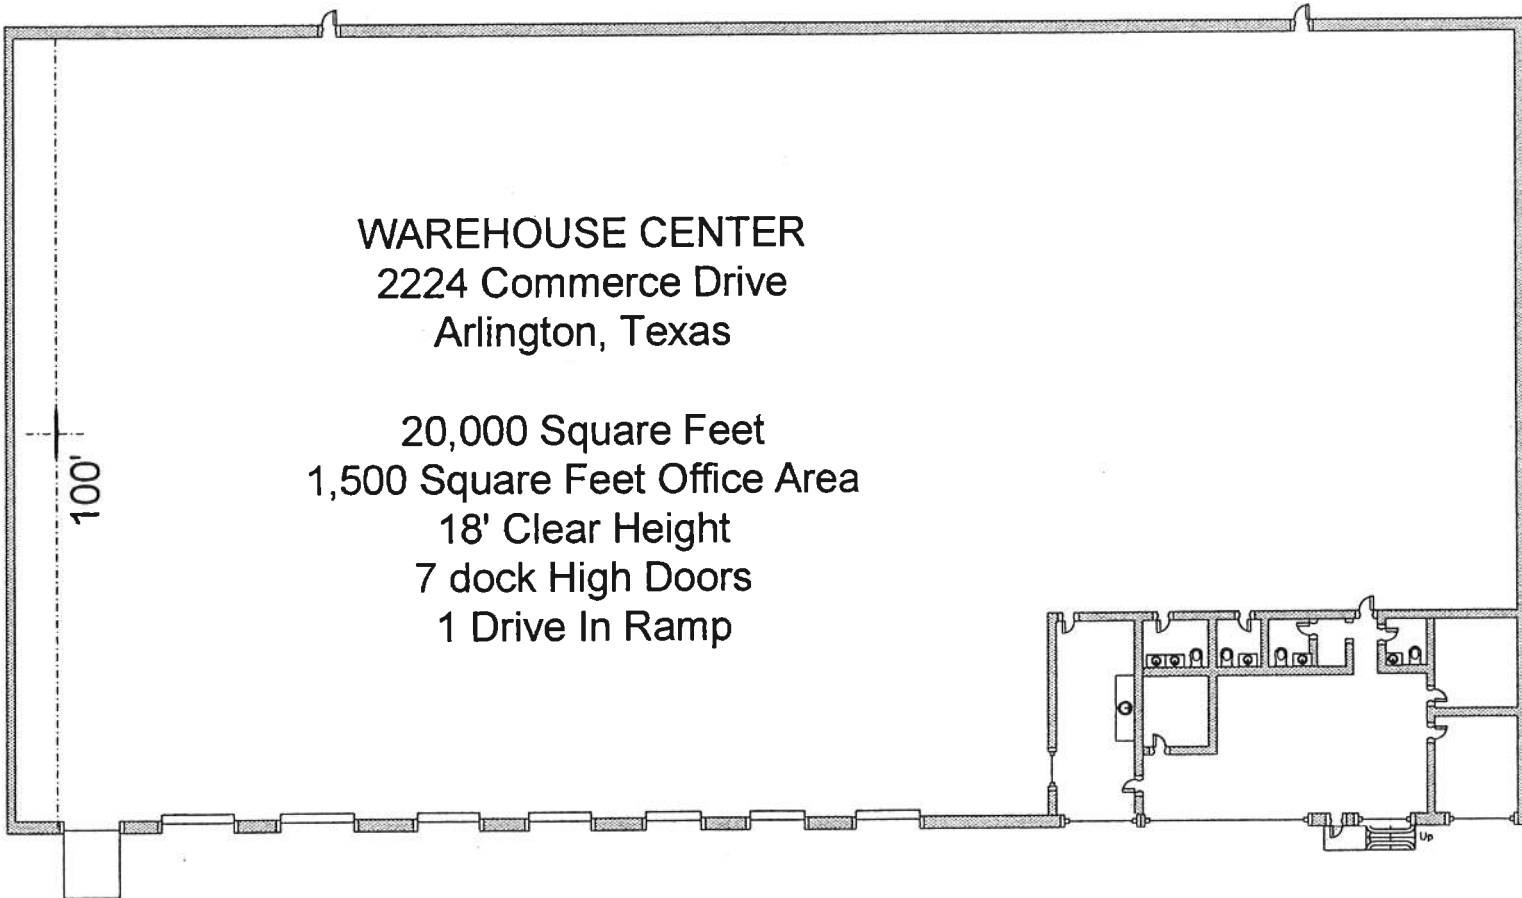 WAREHOUSE CENTER
2224 Commerce Drive
Arlington, Texas
20,000 Square Feet
1,500 Square Feet Office Area
18' Clear Height
7 dock High Doors
1 Drive In Ramp
100'
Up